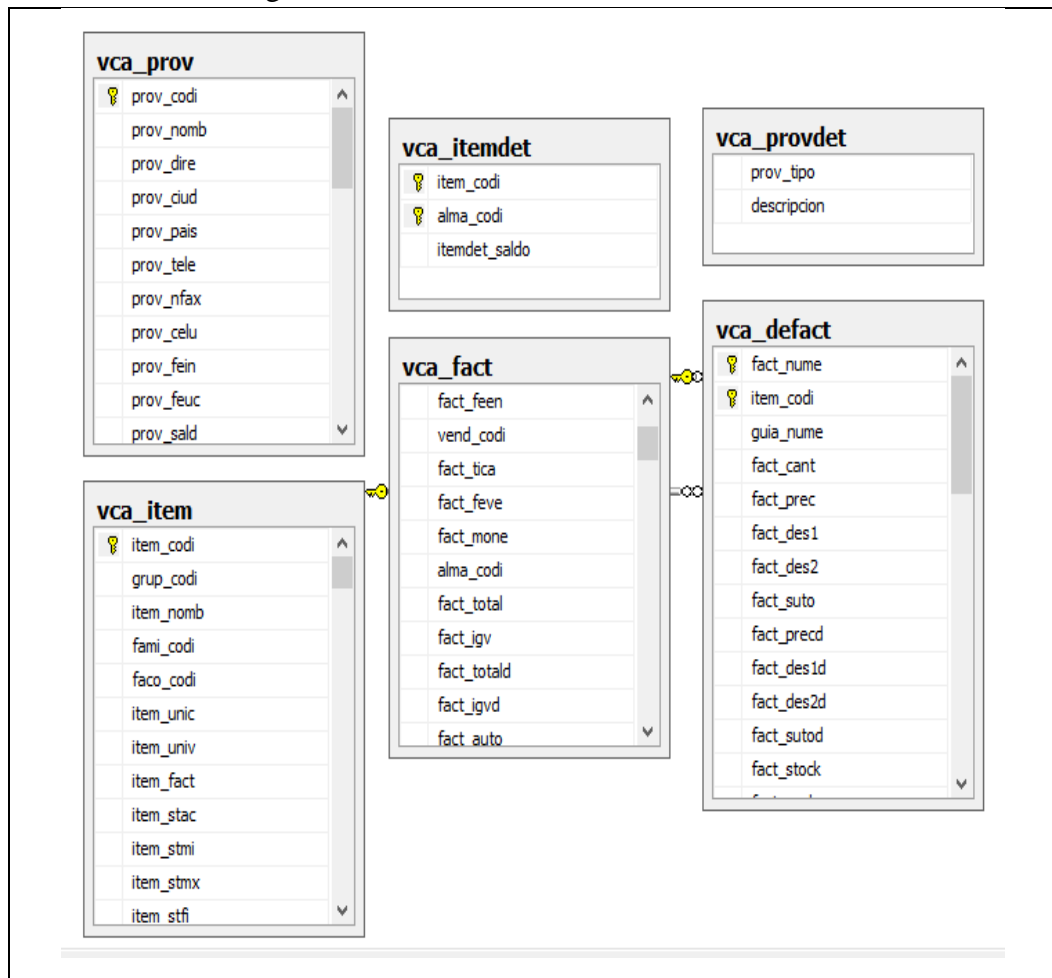 vca_prov
prov_codi
prov_nomb
prov_dire
prov_ciud
prov_pais
prov_tele
prov_nfax
prov_celu
prov_fein
prov_feuc
prov_sald
vca_itemdet
item_codi
alma_codi
itemdet_saldo
vca_provdet
prov_tipo
descripcion
vca_item
item_codi
grup_codi
item_nomb
fami_codi
faco_codi
item_unic
item_univ
item_fact
item_stac
item_stmi
item_stmx
item_stfi
vca_fact
fact_feen
vend_codi
fact_tica
fact_feve
fact_mone
alma_codi
fact_total
fact_igv
fact_totald
fact_igvd
fact_auto
vca_defact
fact_nume
item_codi
guia_nume
fact_cant
fact_prec
fact_des1
fact_des2
fact_suto
fact_precd
fact_des1d
fact_des2d
fact_sutod
fact_stock